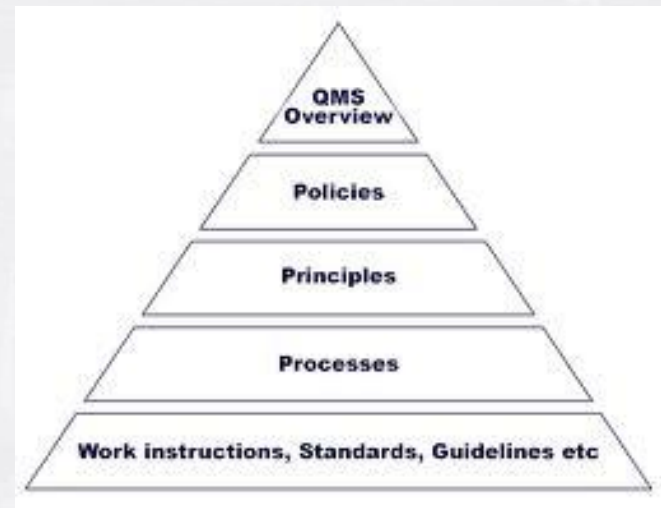 QMS
Overview
Policies
Principles
Processes
Work instructions, Standards, Guidelines etc